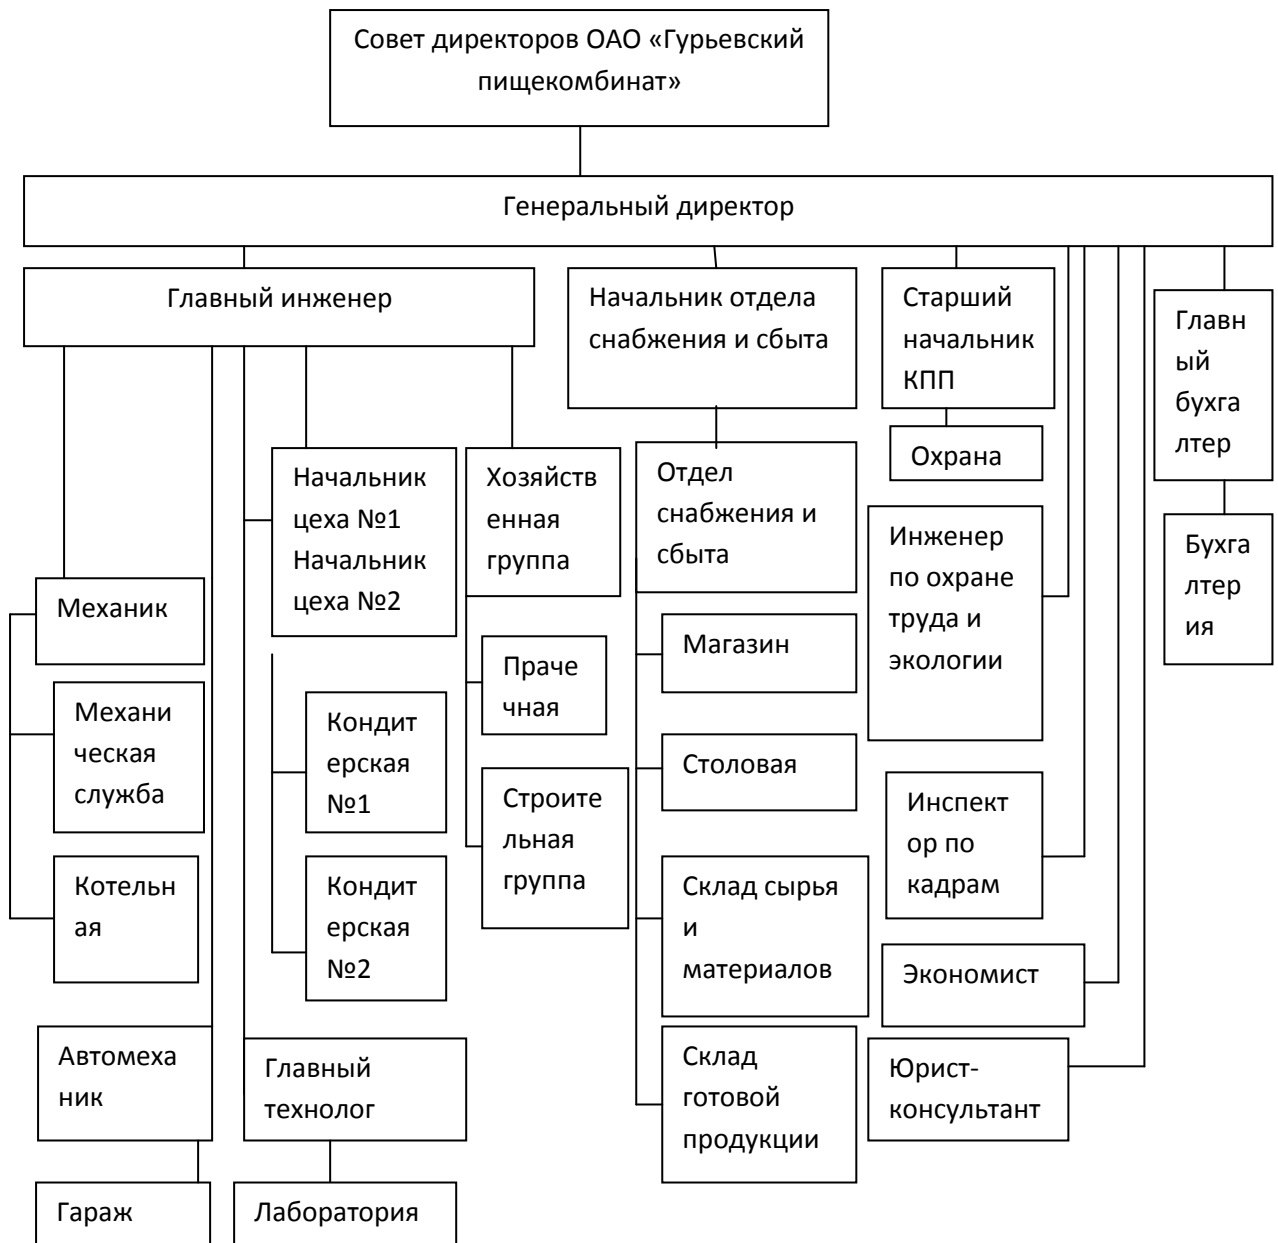 Совет директоров ОАО «Гурьевский
пищекомбинат»
Генеральный директор
Главный инженер
Начальник отдела
снабжения и сбыта
Старший
начальник
КПП
Главн
ый
бухга
лтер
Охрана
Начальник
цеха №1
Начальник
цеха №2
Хозяйств
енная
группа
Отдел
снабжения и
сбыта
Инженер
по охране
труда и
экологии
Бухга
лтер
ия
Механик
Магазин
Праче
чная
Механи
ческая
служба
Кондит
ерская
№1
Столовая
Строите
льная
группа
Инспект
ор по
кадрам
Котельн
ая
Кондит
ерская
№2
Склад сырья
и
материалов
Экономист
Автомеха
ник
Главный
технолог
Склад
готовой
продукции
Юрист-
консультант
Гараж
Лаборатория